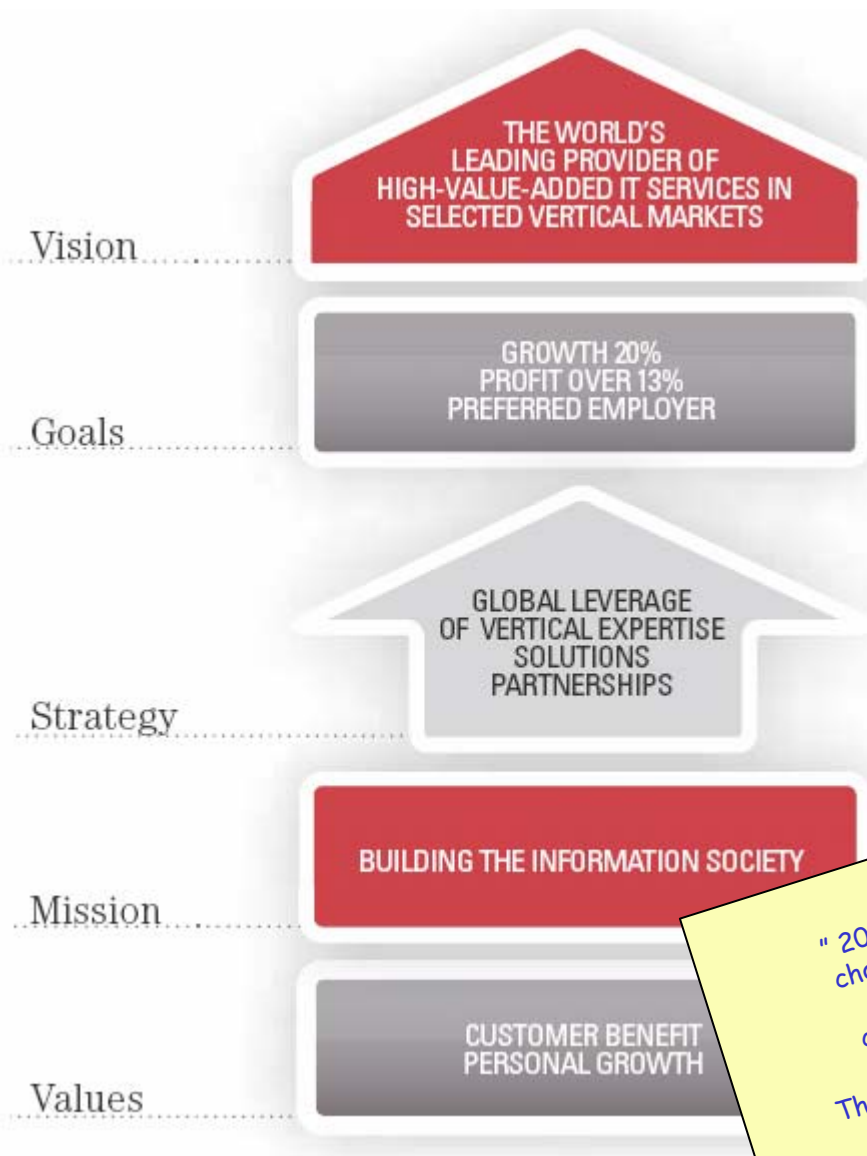 THE WORLD'S
LEADING PROVIDER OF
HIGH-VALUE-ADDED IT SERVICES IN
SELECTED VERTICAL MARKETS
Vision
GROWTH 20%
PROFIT OVER 13%
PREFERRED EMPLOYER
Goals
GLOBAL LEVERAGE
OF VERTICAL EXPERTISE
SOLUTIONS
PARTNERSHIPS
Strategy
BUILDING THE INFORMATION SOCIETY
Mission
CUSTOMER BENEFIT
PERSONAL GROWTH
Values